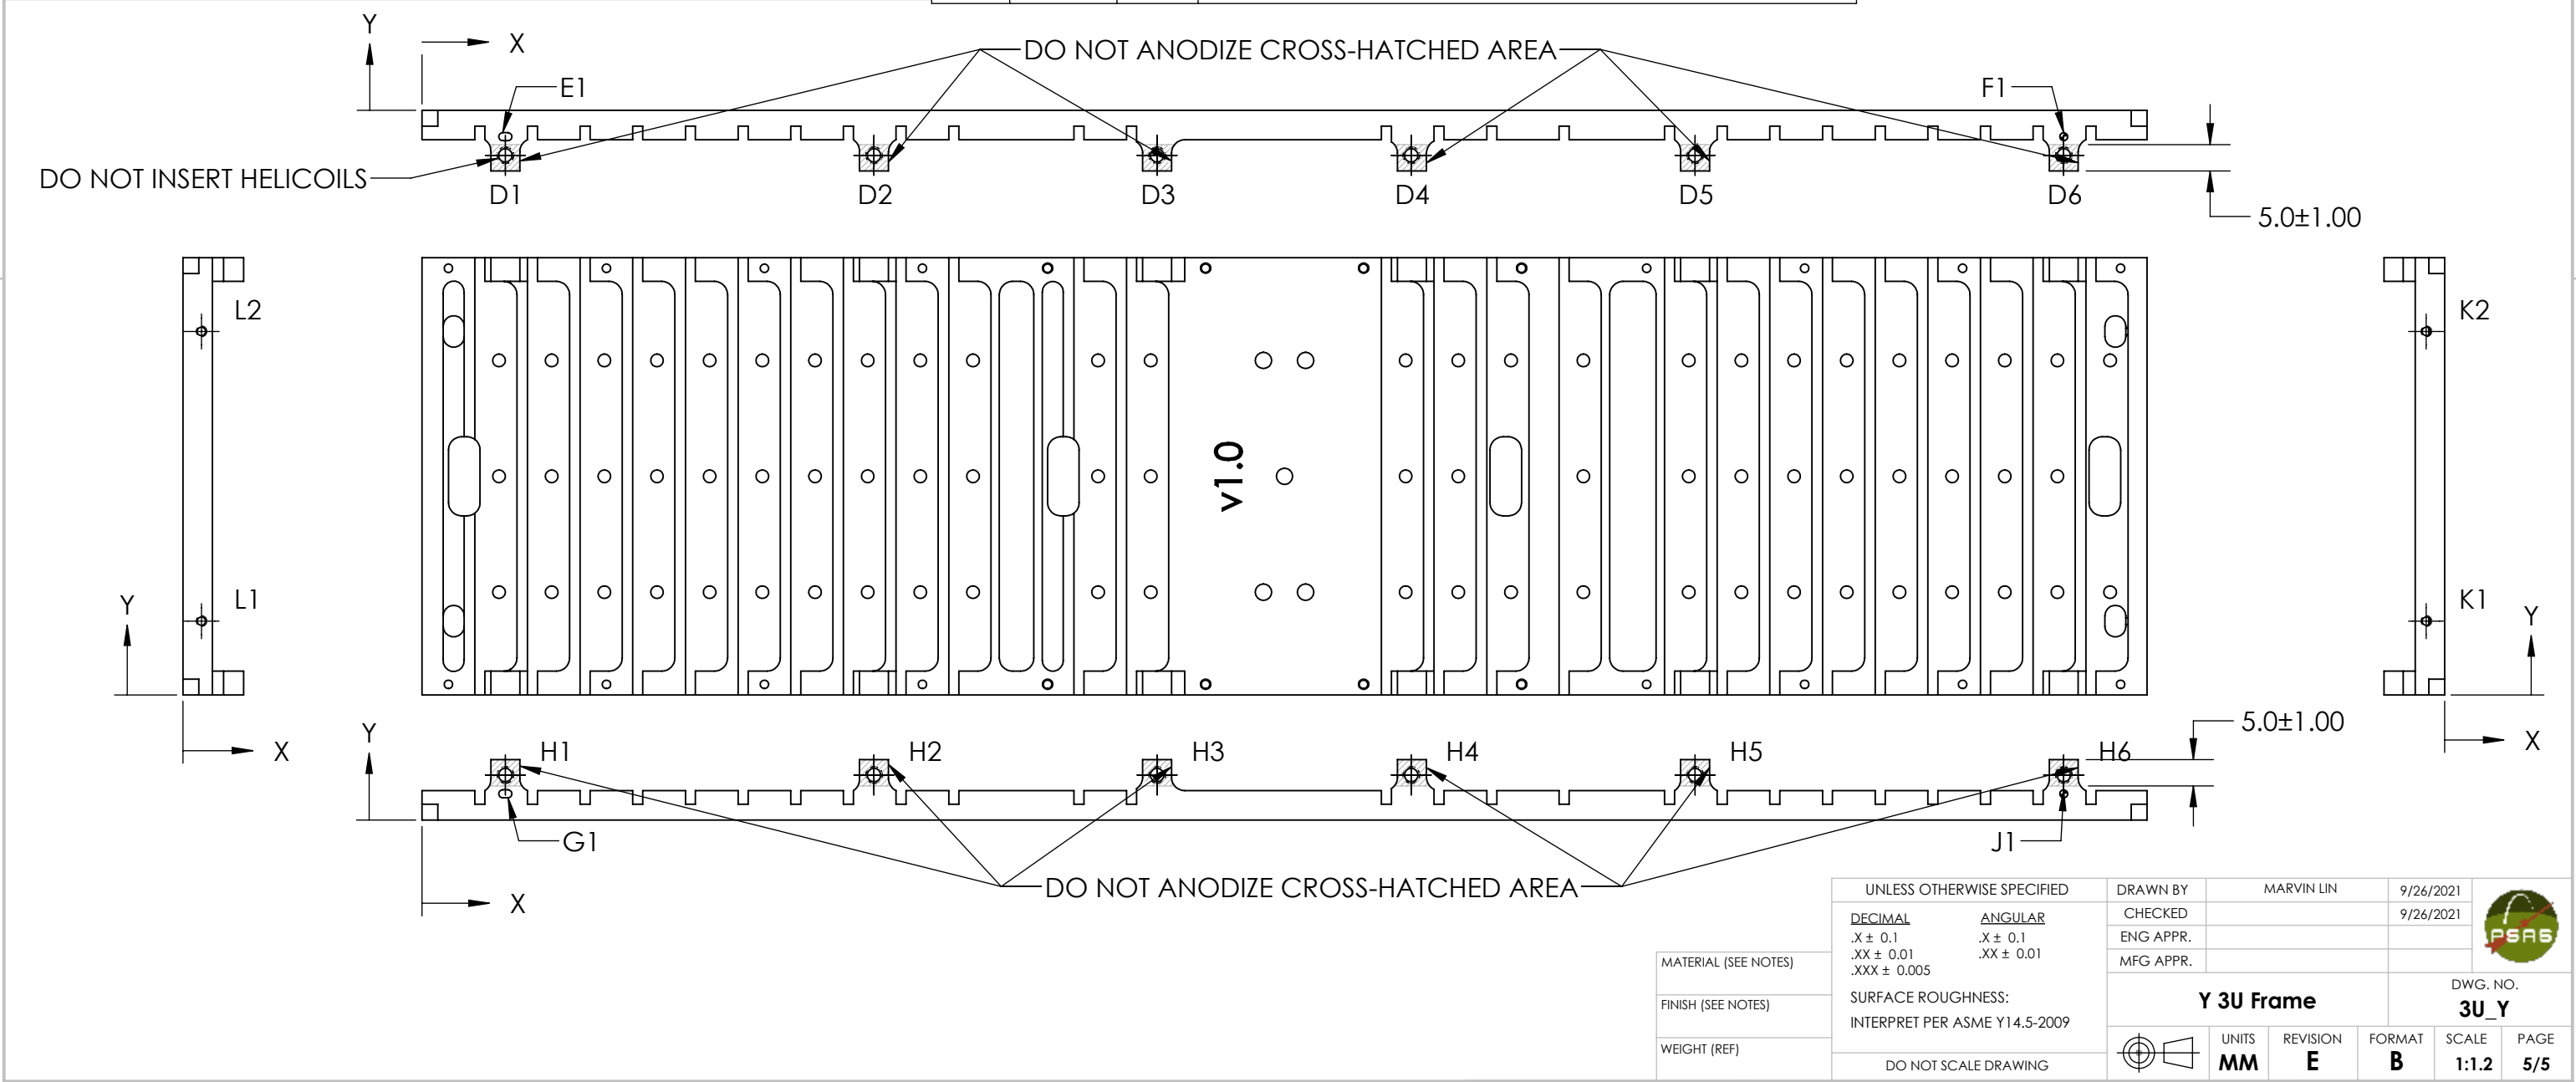 Y
X
DO NOT ANODIZE CROSS-HATCHED AREA
E1
F1
DO NOT INSERT HELICOILS
D1
D2
D3
D4
D5
D6
5.0±1.00
L2
K2
v1.0
L1
K1
Y
Y
X
X
5.0±1.00
Y
H1
H2
H3
H4
H5
H6
G1
J1
DO NOT ANODIZE CROSS-HATCHED AREA
X
UNLESS OTHERWISE SPECIFIED
DECIMAL ANGULAR
.X ± 0.1 .X ± 0.1
.XX ± 0.01 .XX ± 0.01
.XXX ± 0.005
SURFACE ROUGHNESS:
INTERPRET PER ASME Y14.5-2009
DO NOT SCALE DRAWING
MATERIAL (SEE NOTES)
FINISH (SEE NOTES)
WEIGHT (REF)
DRAWN BY MARVIN LIN 9/26/2021
CHECKED 9/26/2021
ENG APPR.
MFG APPR.
PSAS
Y 3U Frame
DWG. NO.
3U_Y
UNITS REVISION FORMAT SCALE PAGE
MM E B 1:1.2 5/5